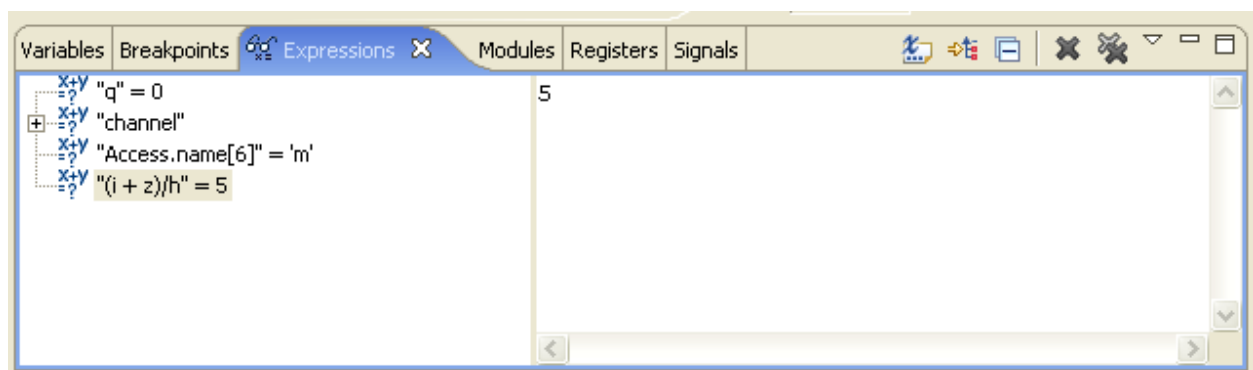 Variables Breakpoints Expressions Modules Registers Signals
x+y=? "q" = 0
5
x+y=? "channel"
x+y=? "Access.name[6]" = 'm'
x+y=? "(i + z)/h" = 5